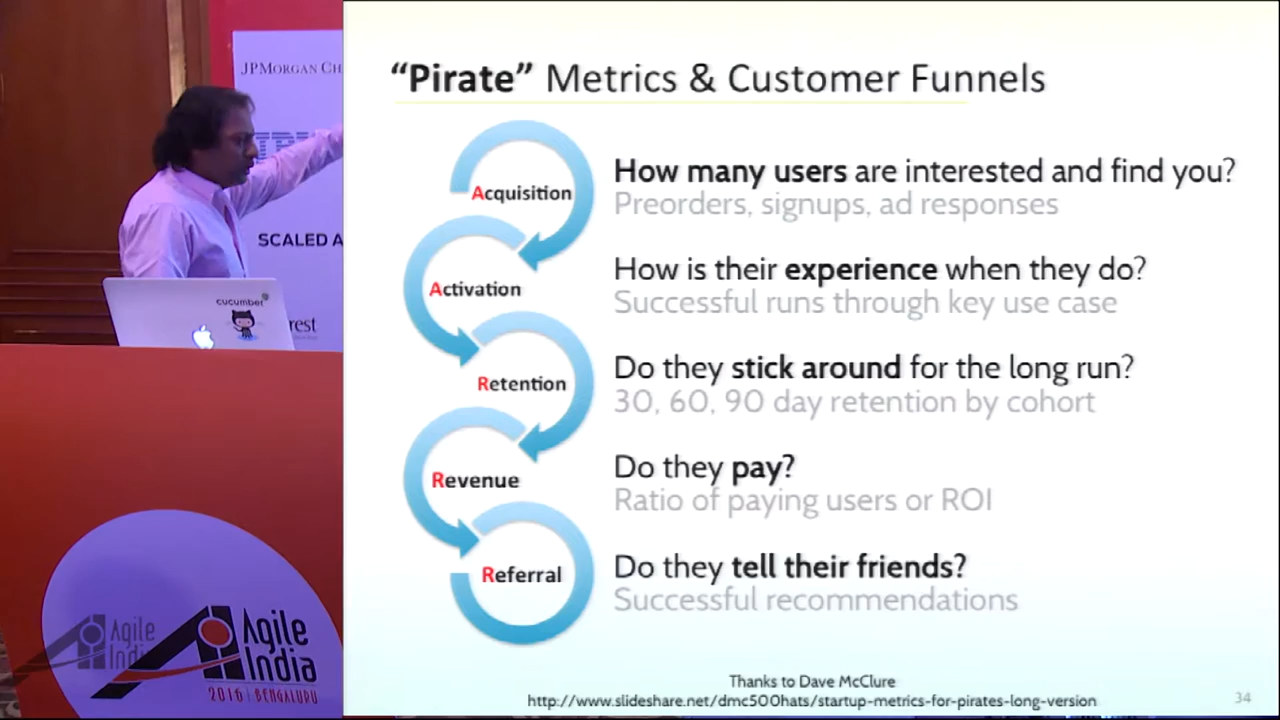 JPMORGAN CH
SCALED A
cucumber
rest
Agile
India
2016 BENGALURU
Agile
Indi
"Pirate" Metrics & Customer Funnels
Acquisition
How many users are interested and find you?
Preorders, signups, ad responses
Activation
How is their experience when they do?
Successful runs through key use case
Retention
Do they stick around for the long run?
30, 60, 90 day retention by cohort
Revenue
Do they pay?
Ratio of paying users or ROI
Referral
Do they tell their friends?
Successful recommendations
Thanks to Dave McClure
http://www.slideshare.net/dmc500hats/startup-metrics-for-pirates-long-version
34